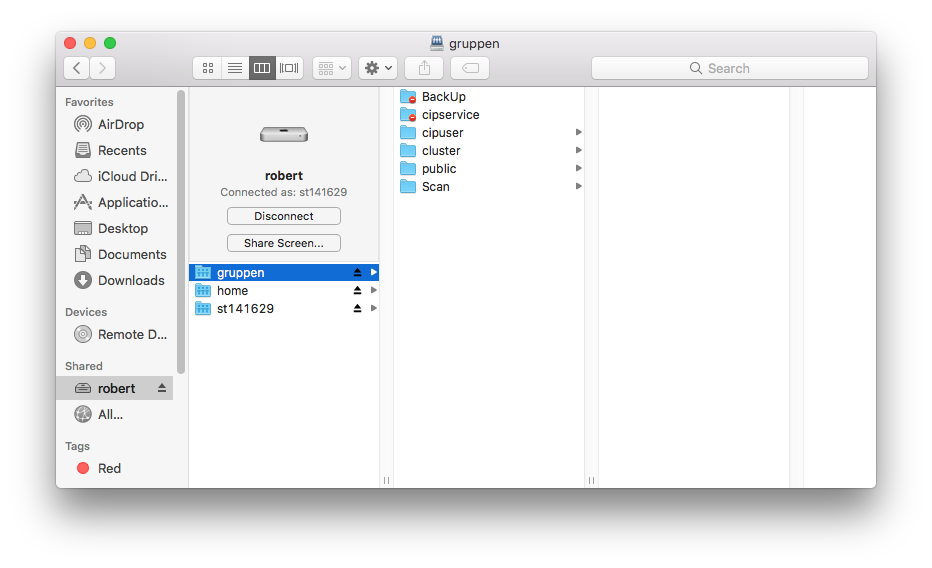 gruppen
Search
Favorites
AirDrop
Recents
iCloud Dri...
Applicatio...
Desktop
Documents
Downloads
Devices
Remote D...
Shared
robert
All...
Tags
Red
robert
Connected as: st141629
Disconnect
Share Screen...
gruppen
home
st141629
BackUp
cipservice
cipuser
cluster
public
Scan